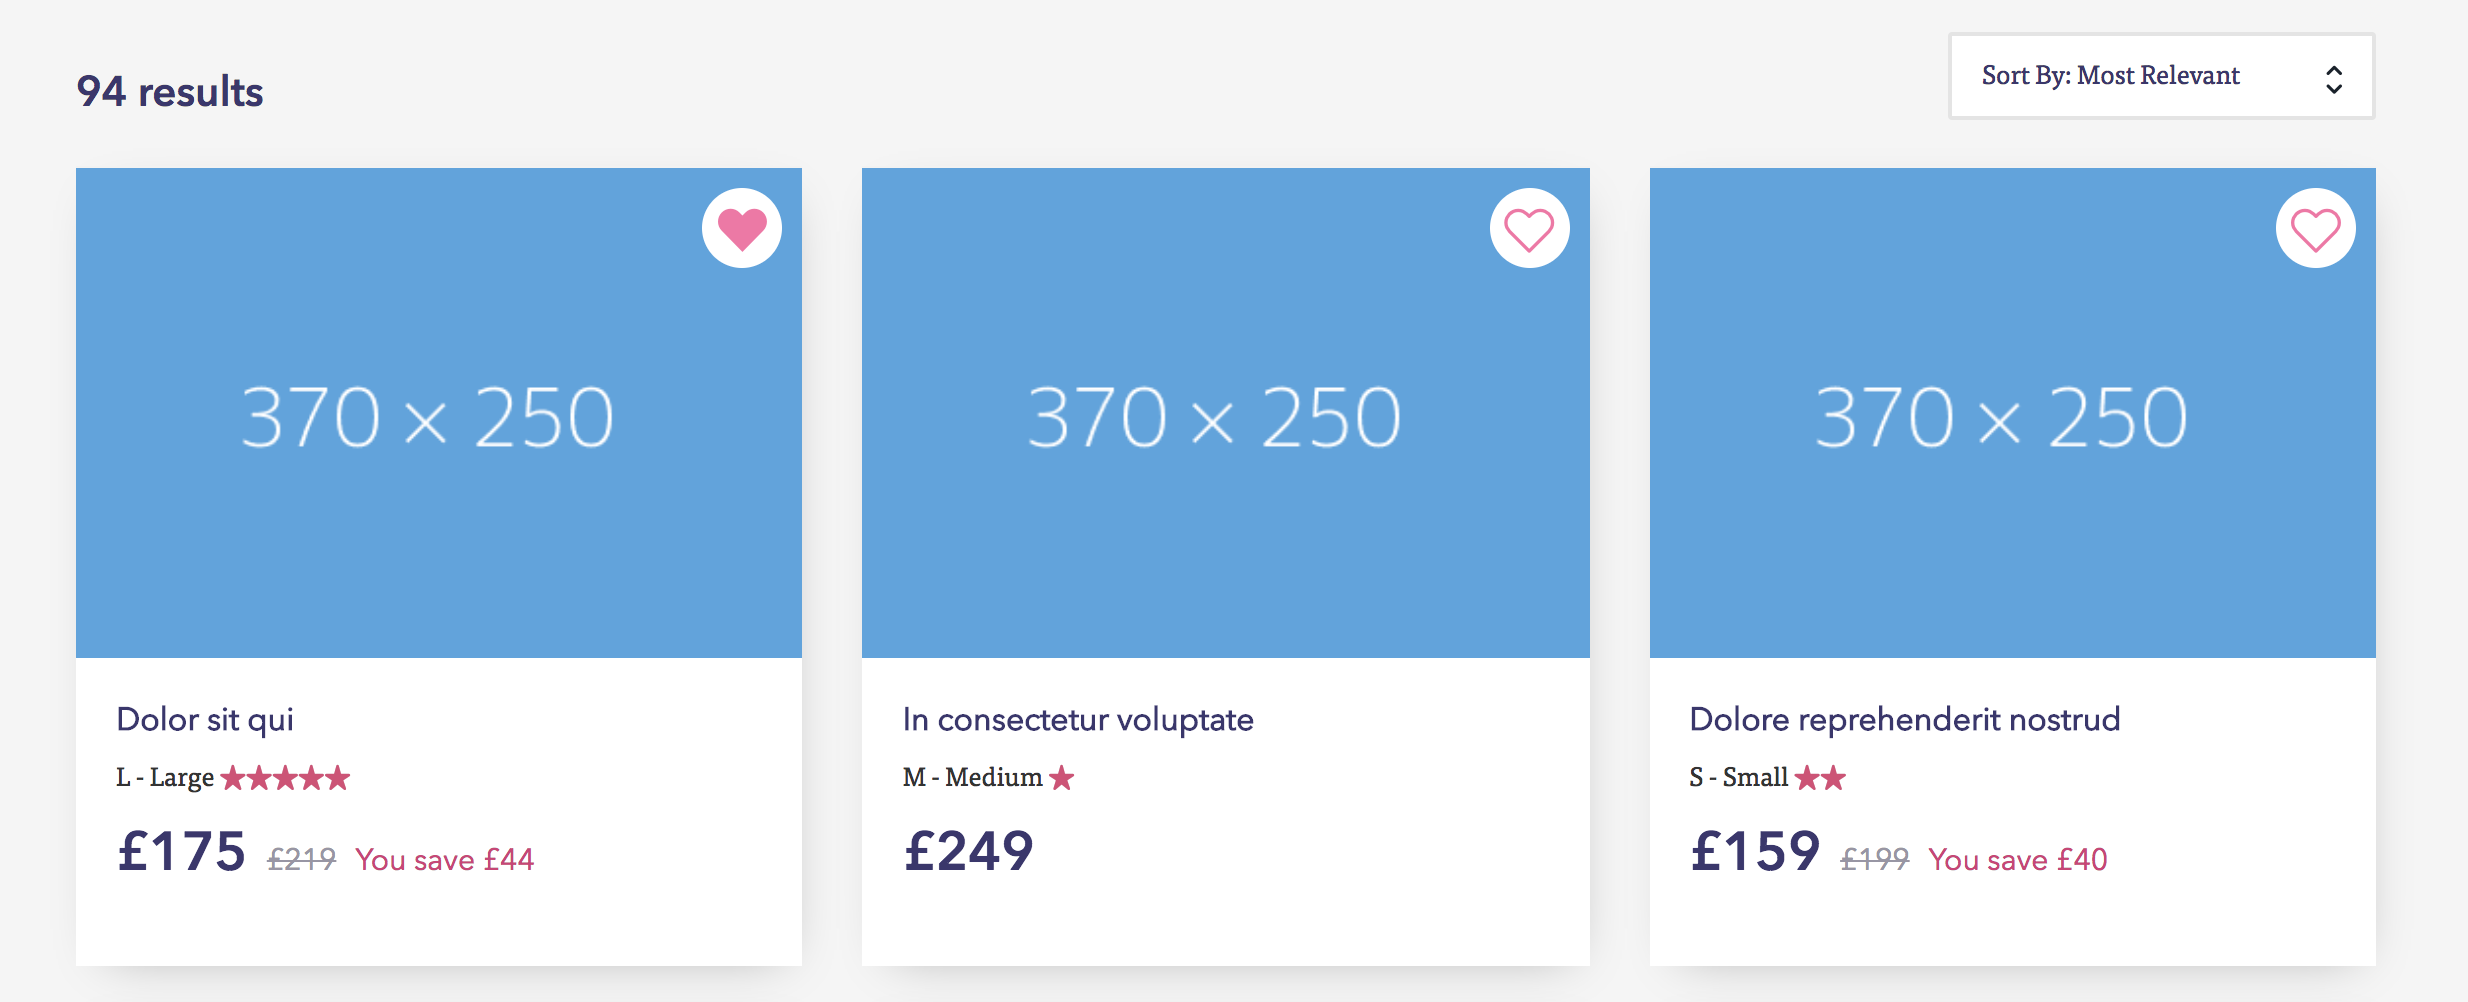 94 results
Sort By: Most Relevant
370 × 250
370 × 250
370 × 250
Dolor sit qui
L - Large ★★★★★
£175 £219 You save £44
In consectetur voluptate
M - Medium ★
£249
Dolore reprehenderit nostrud
S - Small ★★
£159 £199 You save £40